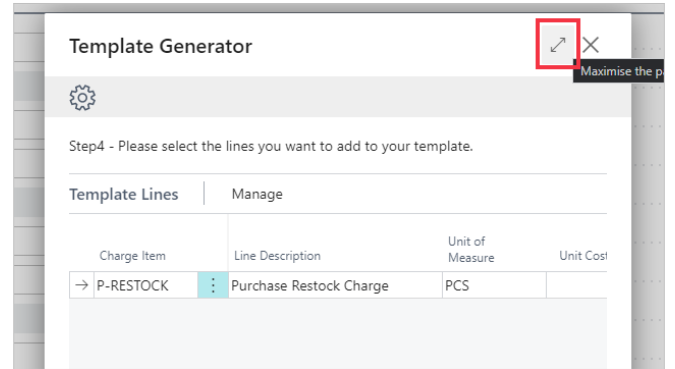 Template Generator
Maximise the p
Step4 - Please select the lines you want to add to your template.
Template Lines Manage
Charge Item Line Description Unit of Measure Unit Cost
P-RESTOCK Purchase Restock Charge PCS